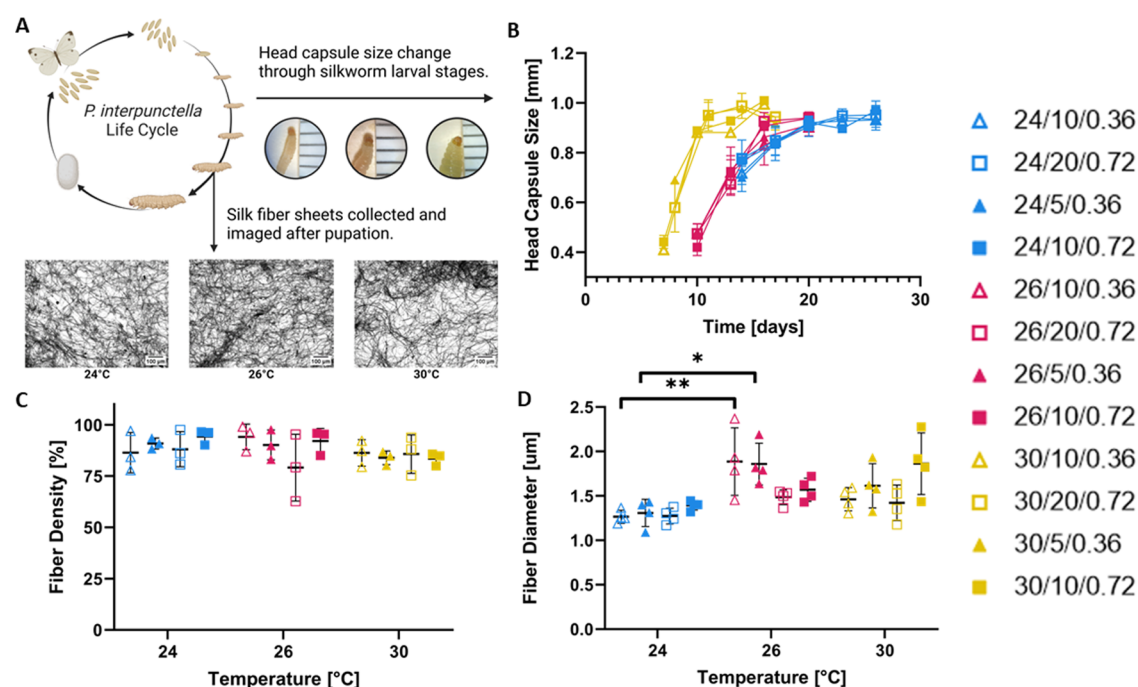 A
P. interpunctella
Life Cycle
Head capsule size change
through silkworm larval stages.
Silk fiber sheets collected and
imaged after pupation.
100 µm
100 µm
100 µm
24°C
26°C
30°C
B
Head Capsule Size [mm]
1.2
1.0
0.8
0.6
0.4
0
10
20
30
Time [days]
24/10/0.36
24/20/0.72
24/5/0.36
24/10/0.72
26/10/0.36
26/20/0.72
26/5/0.36
26/10/0.72
30/10/0.36
30/20/0.72
30/5/0.36
30/10/0.72
C
Fiber Density [%]
100
75
50
25
0
24
26
30
Temperature [°C]
D
*
**
Fiber Diameter [um]
2.5
2.0
1.5
1.0
0.5
0.0
24
26
30
Temperature [°C]